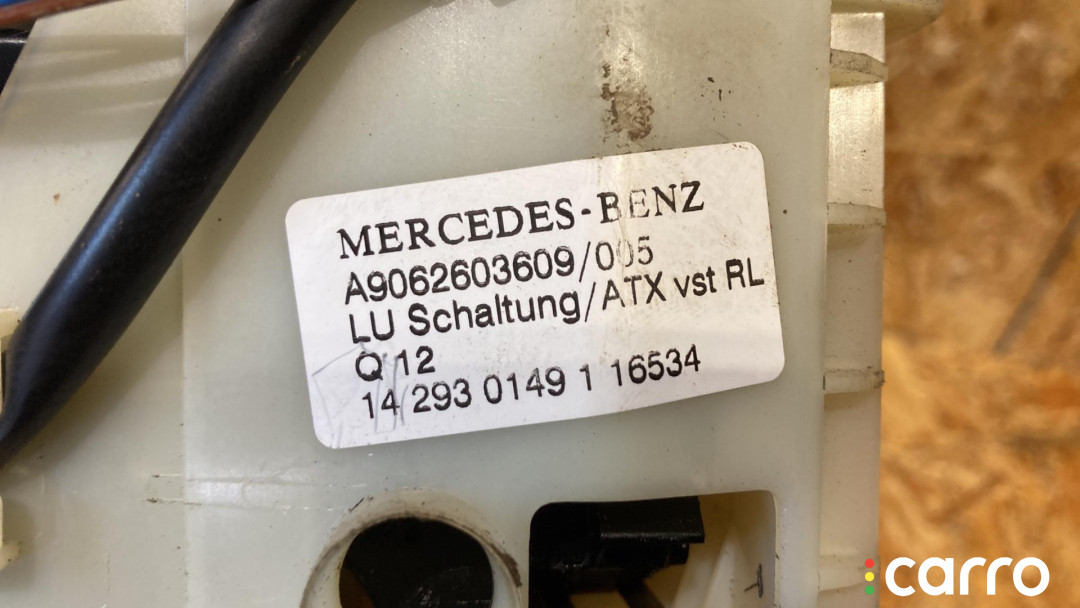 MERCEDES-BENZ
A9062603609/005
LU Schaltung/ATX vst RL
Q 12
14 293 0149 1 16534
carro